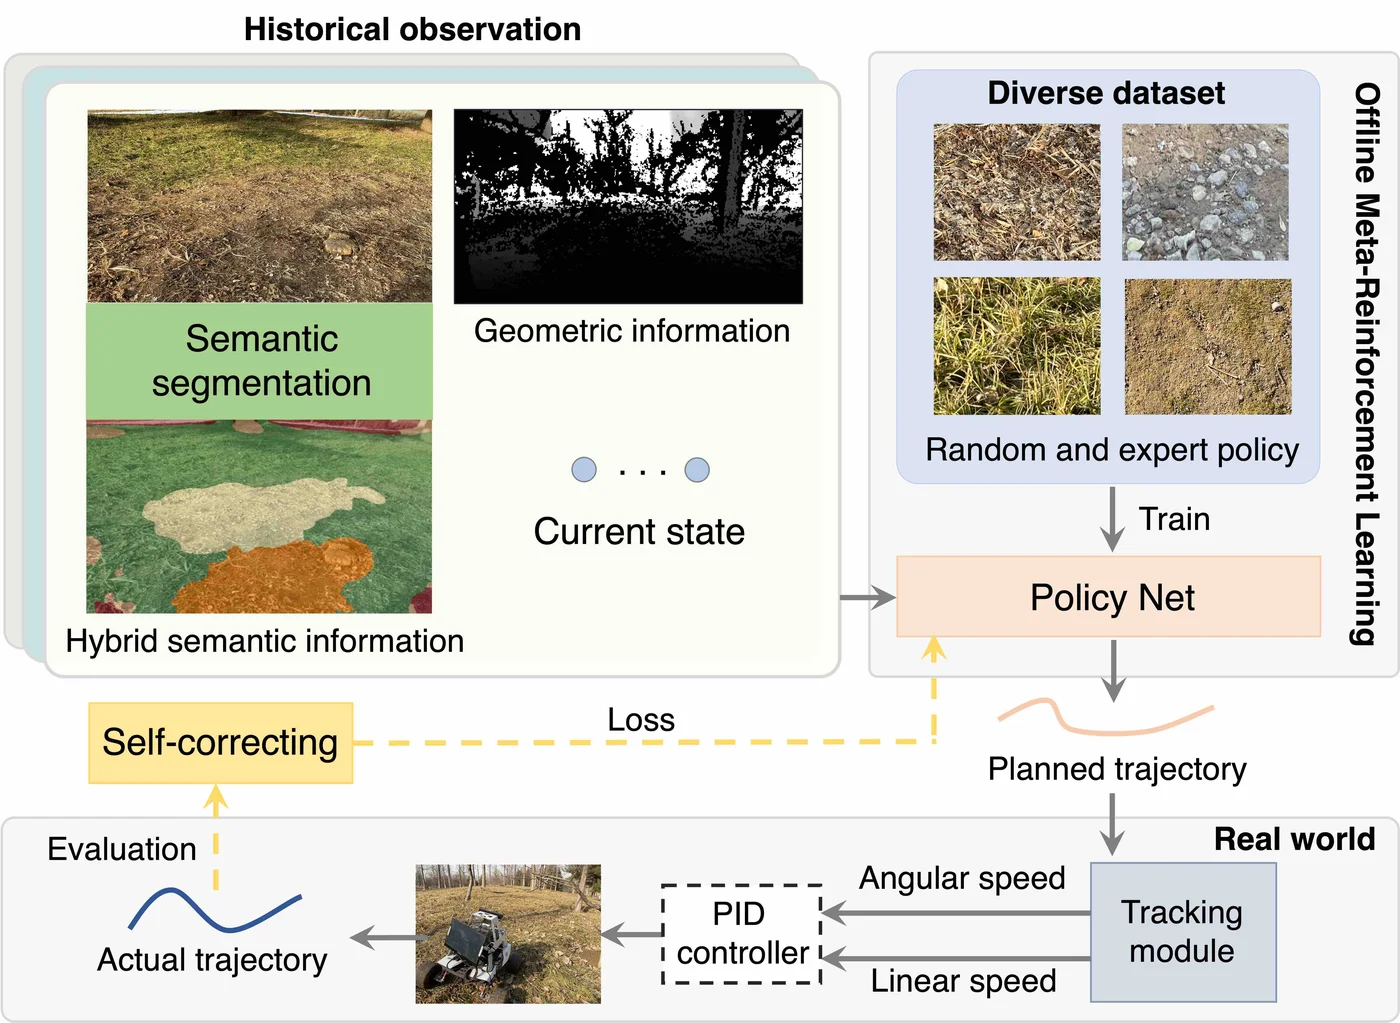 Historical observation
Semantic
segmentation
Hybrid semantic information
Geometric information
. . .
Current state
Diverse dataset
Random and expert policy
Train
Policy Net
Offline Meta-Reinforcement Learning
Planned trajectory
Self-correcting
Loss
Evaluation
Real world
Tracking
module
Angular speed
Linear speed
PID
controller
Actual trajectory